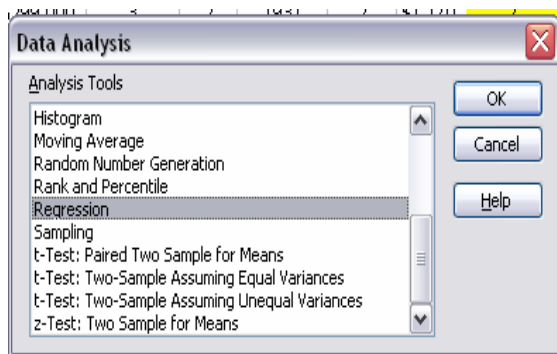 Data Analysis
Analysis Tools
Histogram
Moving Average
Random Number Generation
Rank and Percentile
Regression
Sampling
t-Test: Paired Two Sample for Means
t-Test: Two-Sample Assuming Equal Variances
t-Test: Two-Sample Assuming Unequal Variances
z-Test: Two Sample for Means
OK
Cancel
Help